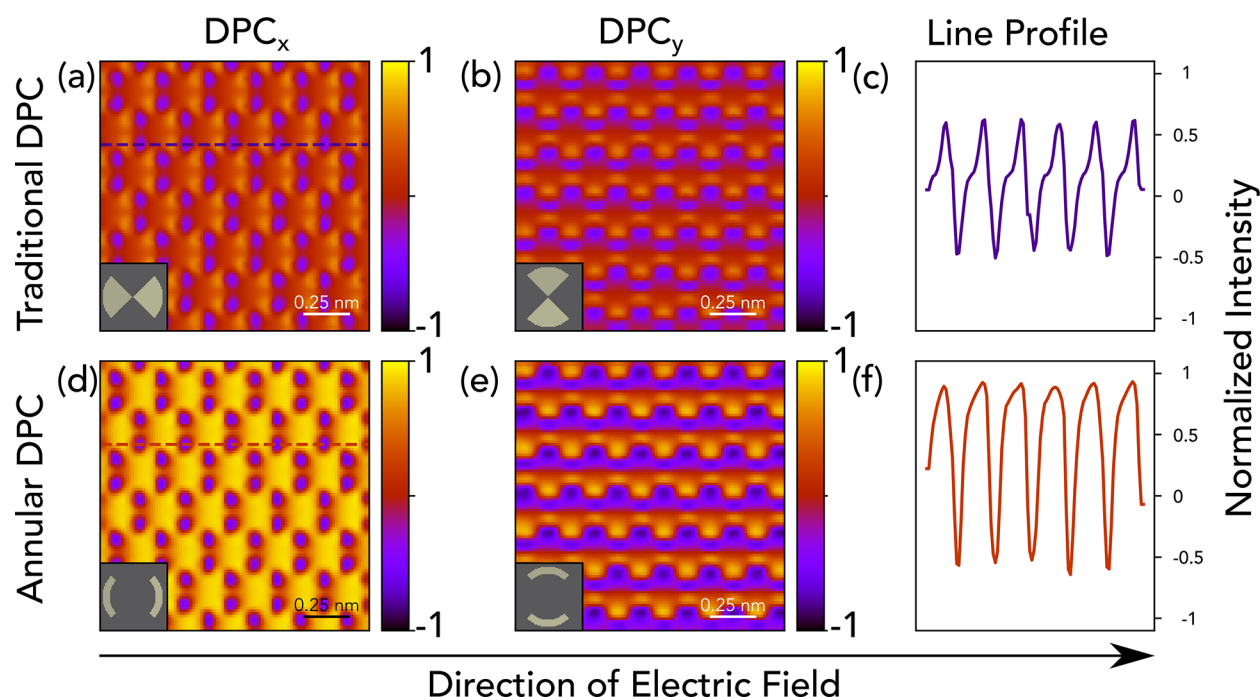 DPCx DPCy Line Profile
Traditional DPC
(a) 1 (b) 1 (c) 1
0.5
0
-0.5
-1
0.25 nm 0.25 nm
-1 -1
Annular DPC
(d) 1 (e) 1 (f) 1
0.5
0
-0.5
-1
0.25 nm 0.25 nm
-1 -1
Normalized Intensity
Direction of Electric Field